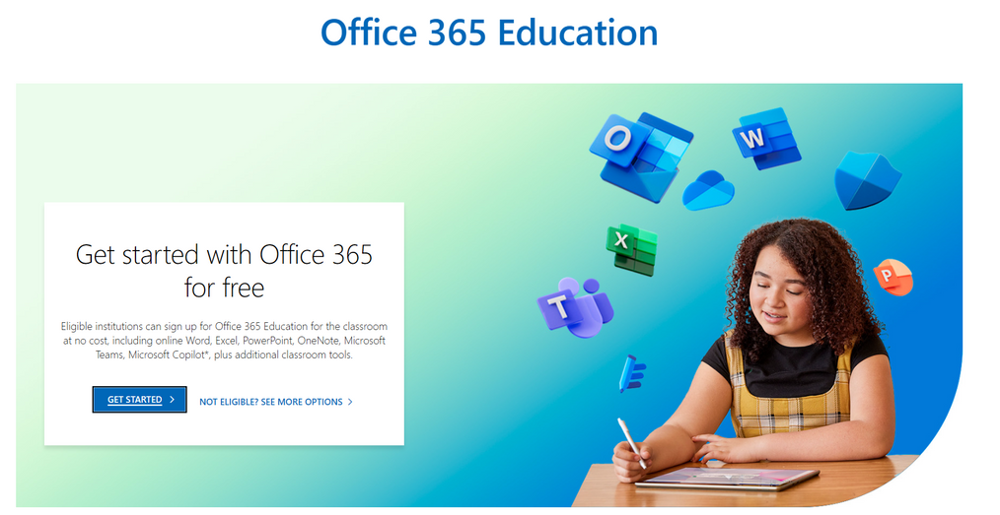 Office 365 Education
Get started with Office 365
for free
Eligible institutions can sign up for Office 365 Education for the classroom
at no cost, including online Word, Excel, PowerPoint, OneNote, Microsoft
Teams, Microsoft Copilot*, plus additional classroom tools.
GET STARTED >
NOT ELIGIBLE? SEE MORE OPTIONS >
O
W
X
T
P